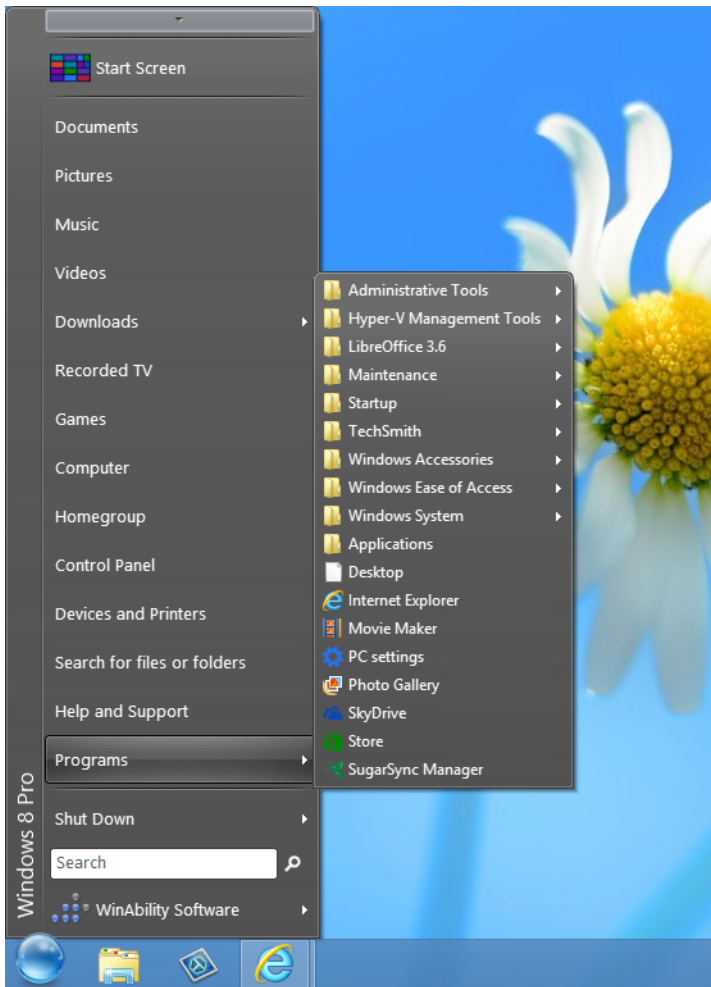 Start Screen
Documents
Pictures
Music
Videos
Downloads
Recorded TV
Games
Computer
Homegroup
Control Panel
Devices and Printers
Search for files or folders
Help and Support
Programs
Shut Down
Search
WinAbility Software
Windows 8 Pro
Administrative Tools
Hyper-V Management Tools
LibreOffice 3.6
Maintenance
Startup
TechSmith
Windows Accessories
Windows Ease of Access
Windows System
Applications
Desktop
Internet Explorer
Movie Maker
PC settings
Photo Gallery
SkyDrive
Store
SugarSync Manager